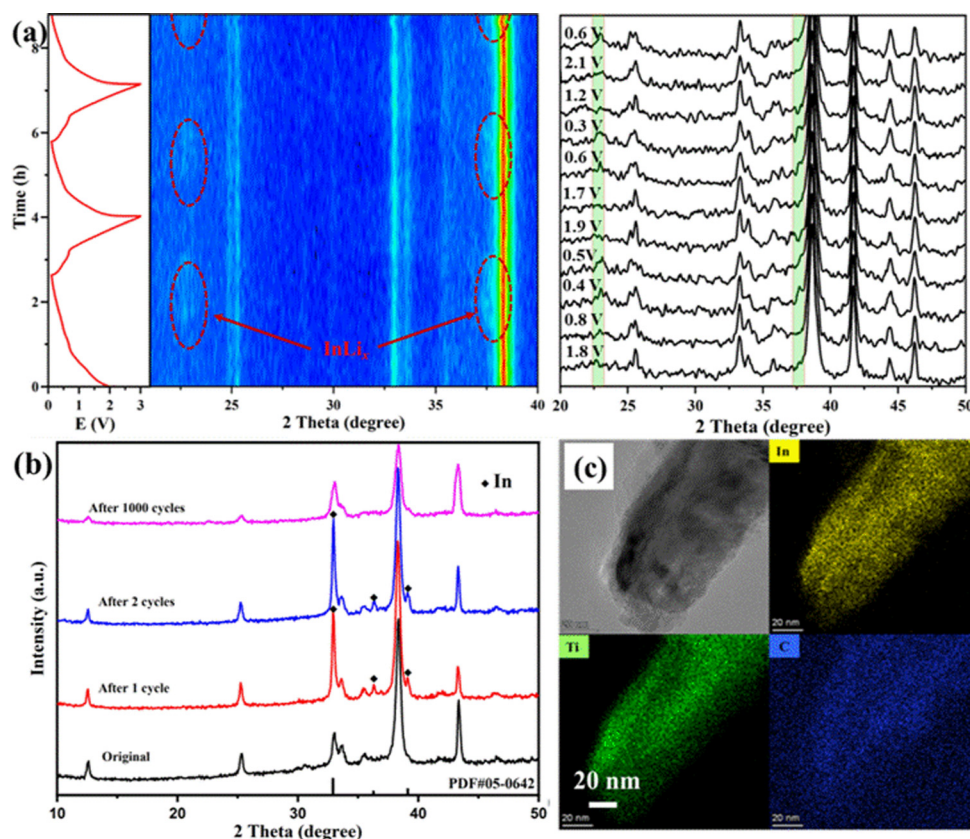 (a)
8
6
4
2
0
Time (h)
0 1 2 3
E (V)
InLiₓ
25 30 35 40
2 Theta (degree)
0.6 V
2.1 V
1.2 V
0.3 V
0.6 V
1.7 V
1.9 V
0.5 V
0.4 V
0.8 V
1.8 V
20 25 30 35 40 45 50
2 Theta (degree)
(b)
In
After 1000 cycles
After 2 cycles
After 1 cycle
Original
PDF#05-0642
Intensity (a.u.)
10 20 30 40 50
2 Theta (degree)
(c)
In
20 nm
Ti
20 nm
20 nm
C
20 nm